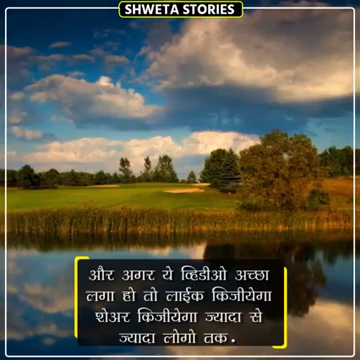 SHWETA STORIES
और अगर ये व्हिडीओ अच्छा
लगा हो तो लाईक किजीयेगा
शेअर किजीयेगा ज्यादा से
ज्यादा लोगो तक.